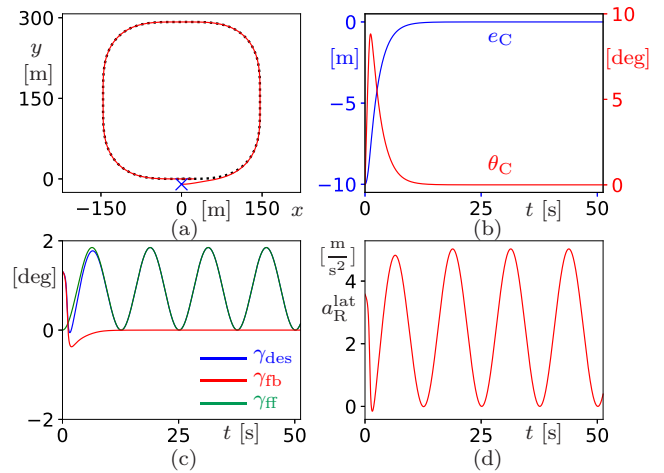 300
y
[m]
150
0
−150
0
[m]
150
x
(a)
0
[m]
−5
−10
e_C
θ_C
10
[deg]
5
0
0
25
t [s]
50
(b)
2
[deg]
0
−2
γ_des
γ_fb
γ_ff
0
25
t [s]
50
(c)
[m/s²]
a_R^lat
4
2
0
0
25
t [s]
50
(d)